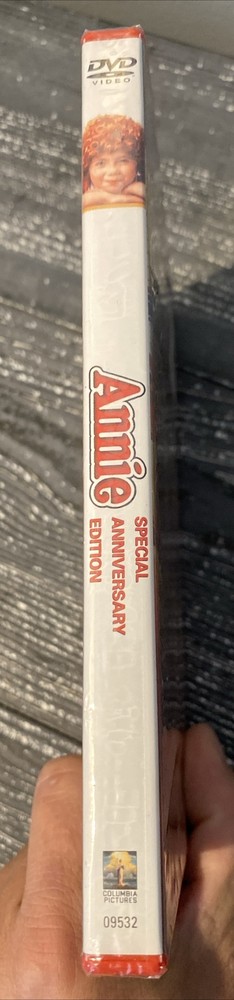 DVD
VIDEO
Annie
SPECIAL
ANNIVERSARY
EDITION
COLUMBIA
PICTURES
09532